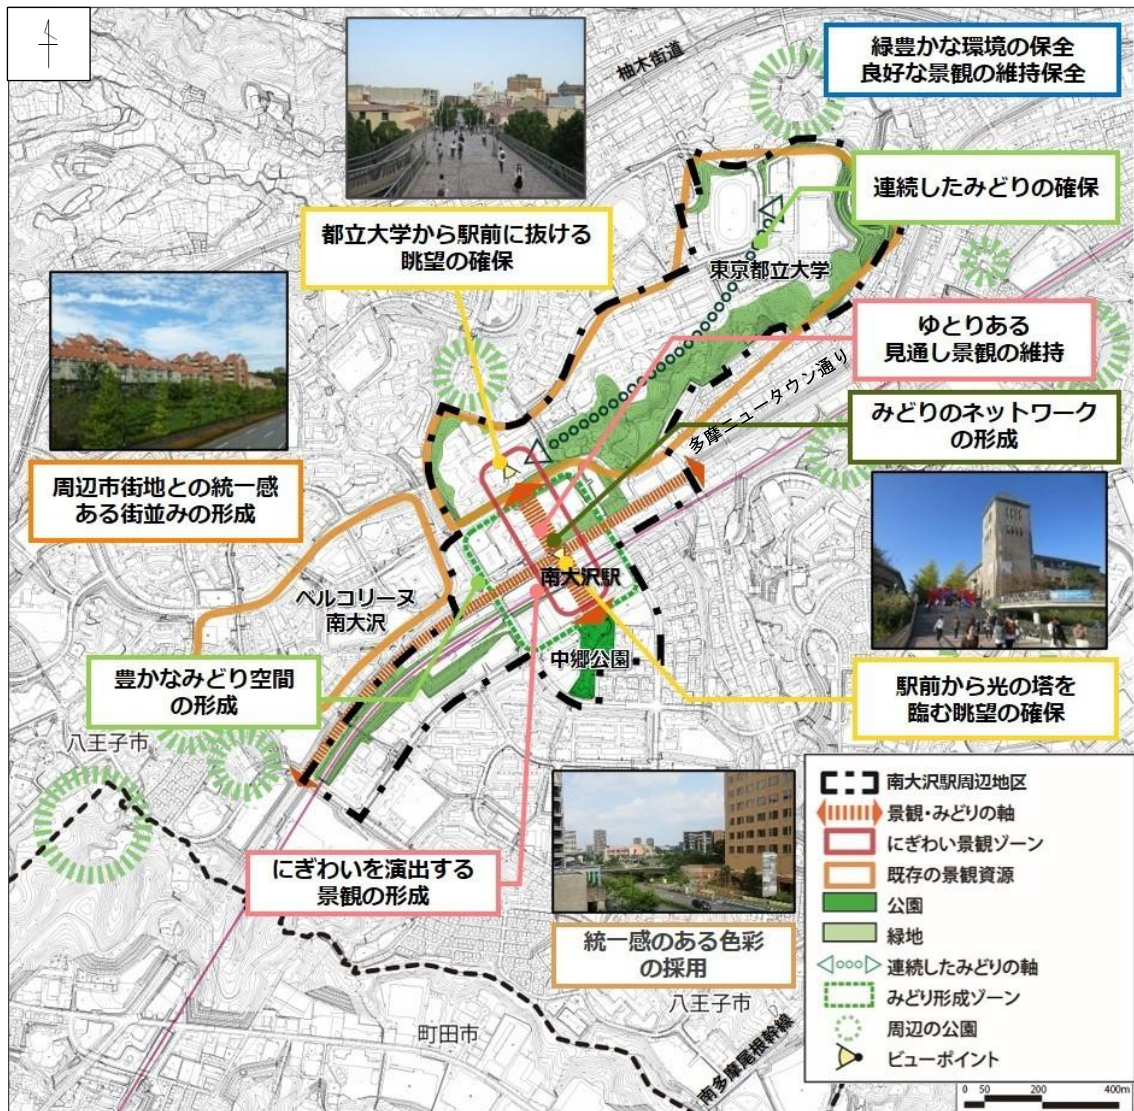 柚木街道
緑豊かな環境の保全
良好な景観の維持保全
連続したみどりの確保
都立大学から駅前に抜ける
眺望の確保
東京都立大学
ゆとりある
見通し景観の維持
多摩ニュータウン通り
みどりのネットワーク
の形成
周辺市街地との統一感
ある街並みの形成
南大沢駅
ベルコリーヌ
南大沢
中郷公園
豊かなみどり空間
の形成
駅前から光の塔を
臨む眺望の確保
八王子市
にぎわいを演出する
景観の形成
統一感のある色彩
の採用
八王子市
町田市
南多摩尾根幹線
南大沢駅周辺地区
景観・みどりの軸
にぎわい景観ゾーン
既存の景観資源
公園
緑地
連続したみどりの軸
みどり形成ゾーン
周辺の公園
ビューポイント
0 50 200 400m